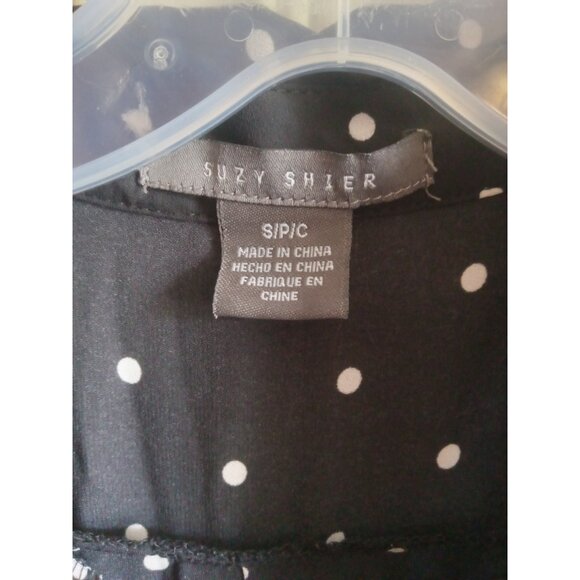 SUZY SHIER
S/P/C
MADE IN CHINA
HECHO EN CHINA
FABRIQUE EN
CHINE